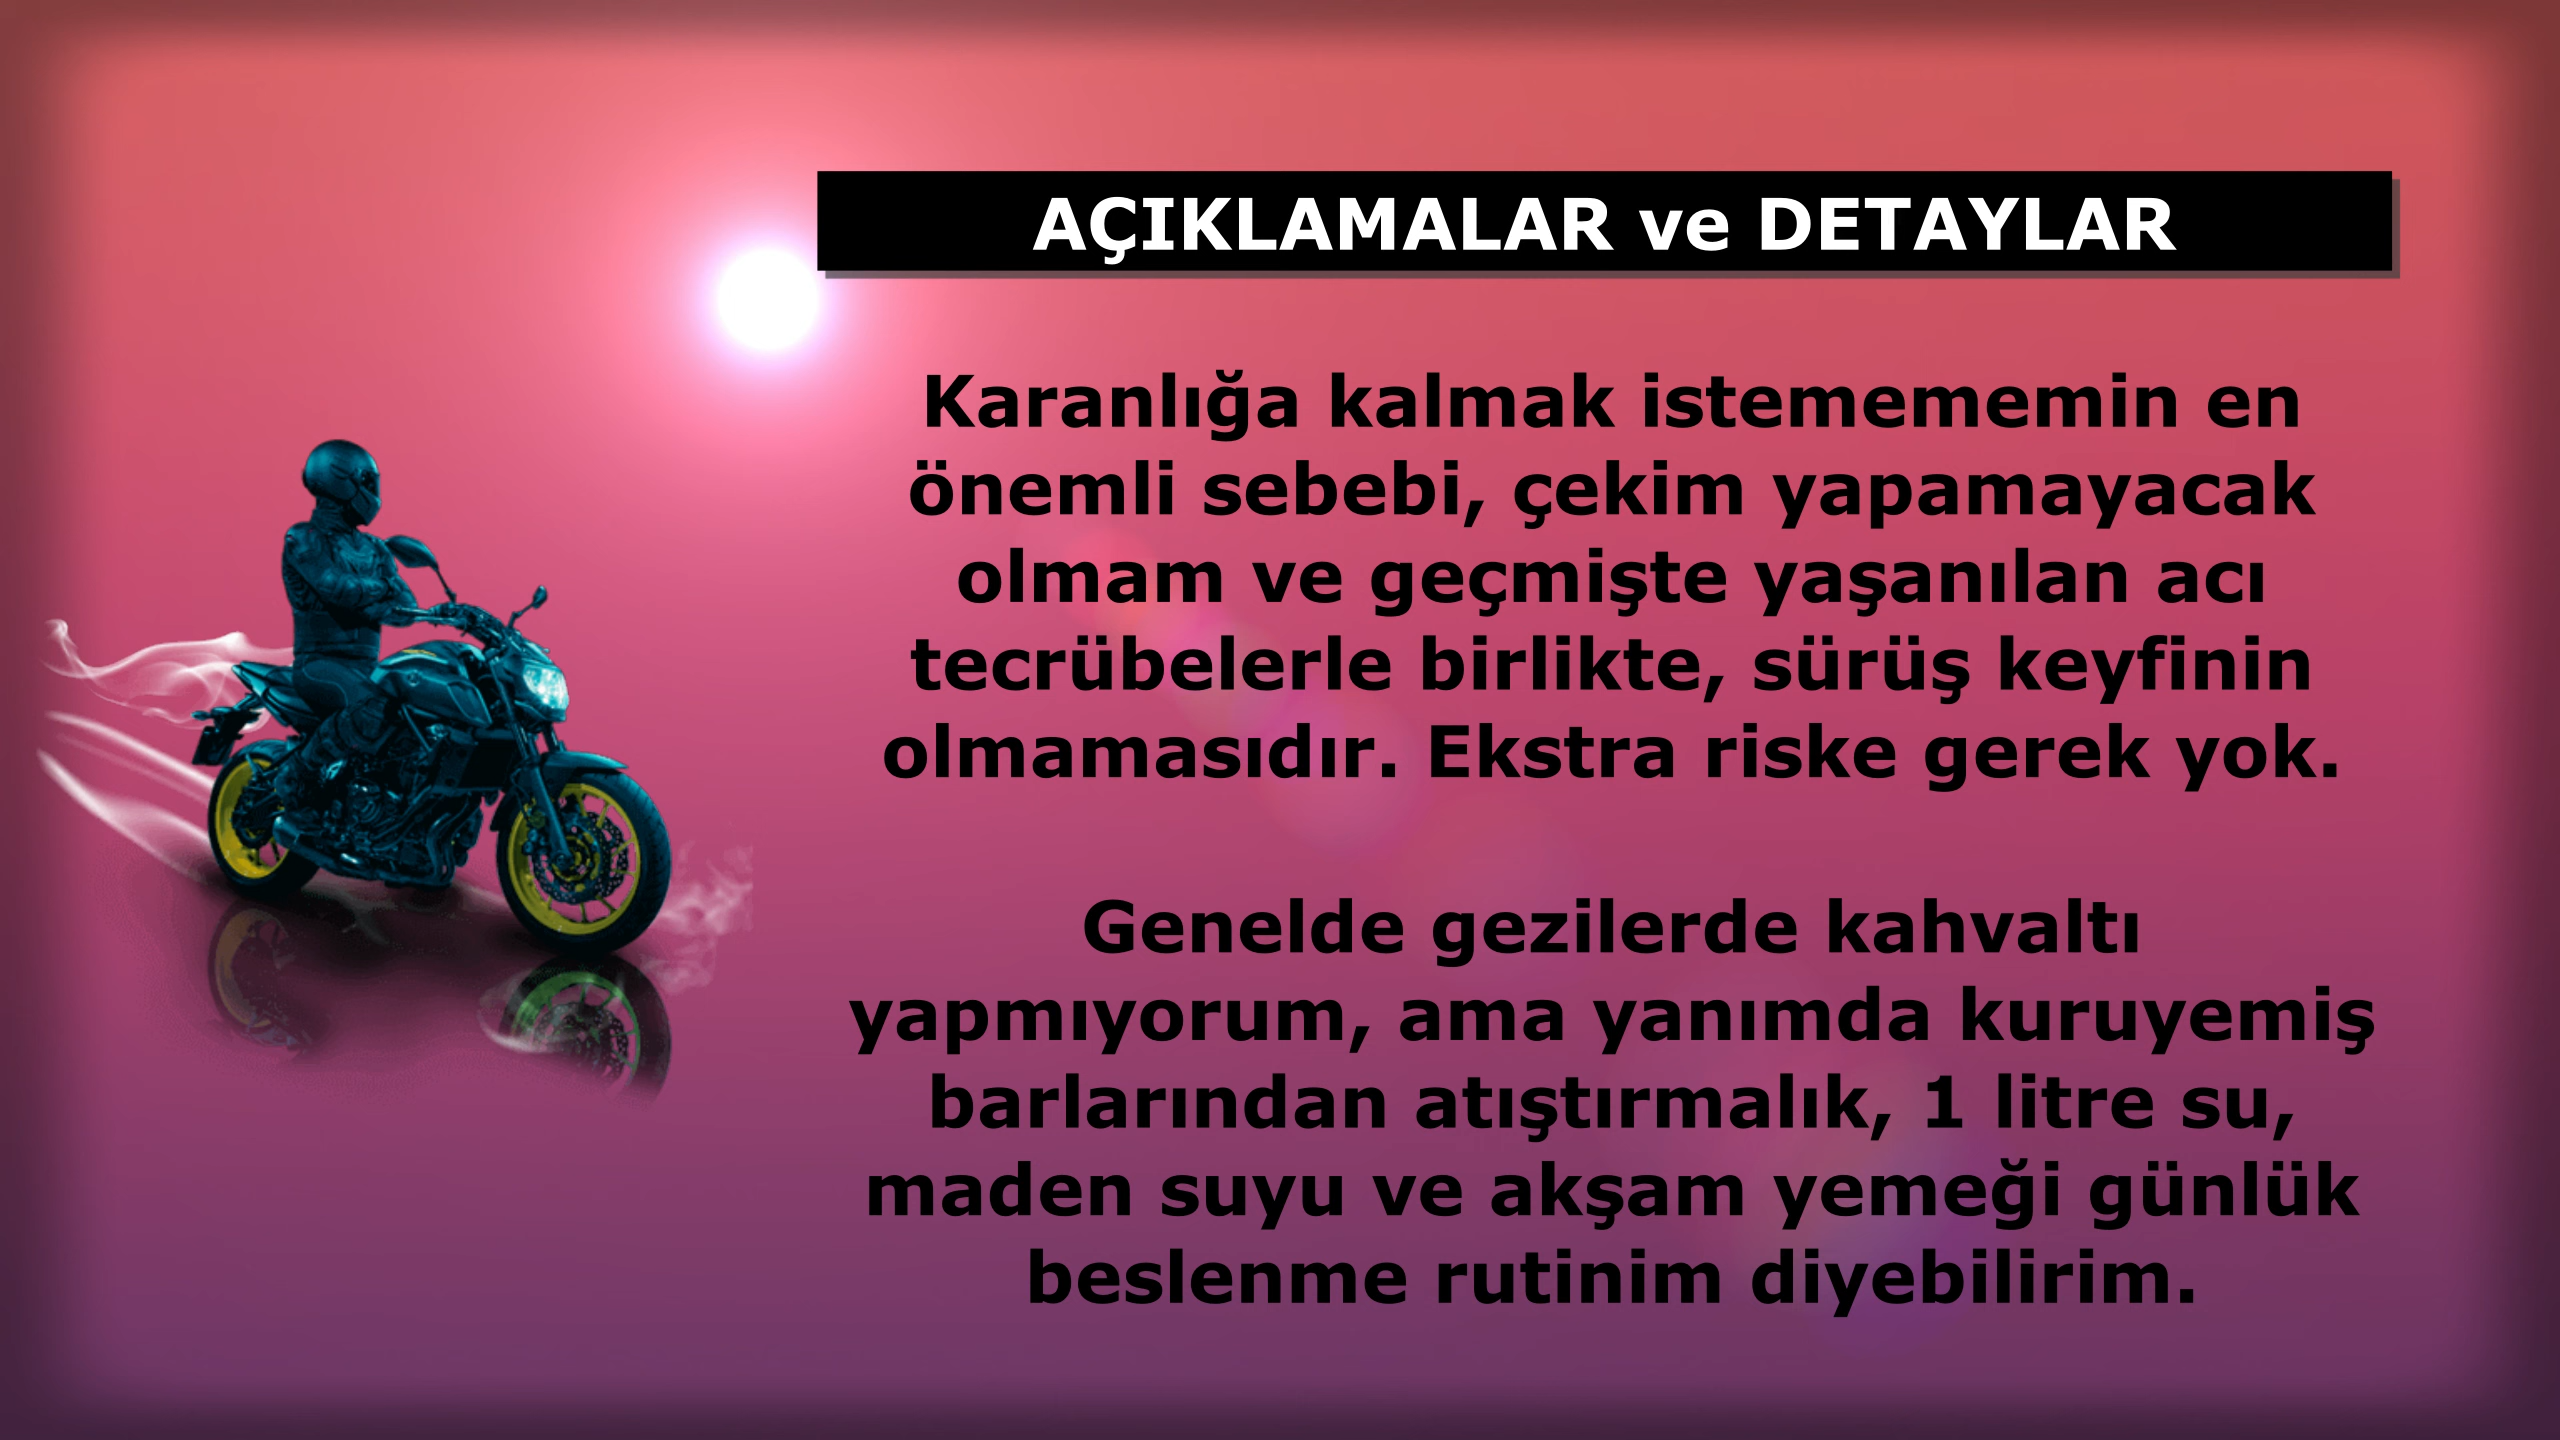 AÇIKLAMALAR ve DETAYLAR
Karanlığa kalmak istemememin en
önemli sebebi, çekim yapamayacak
olmam ve geçmişte yaşanılan acı
tecrübelerle birlikte, sürüş keyfinin
olmamasıdır. Ekstra riske gerek yok.
Genelde gezilerde kahvaltı
yapmıyorum, ama yanımda kuruyemiş
barlarından atıştırmalık, 1 litre su,
maden suyu ve akşam yemeği günlük
beslenme rutinim diyebilirim.